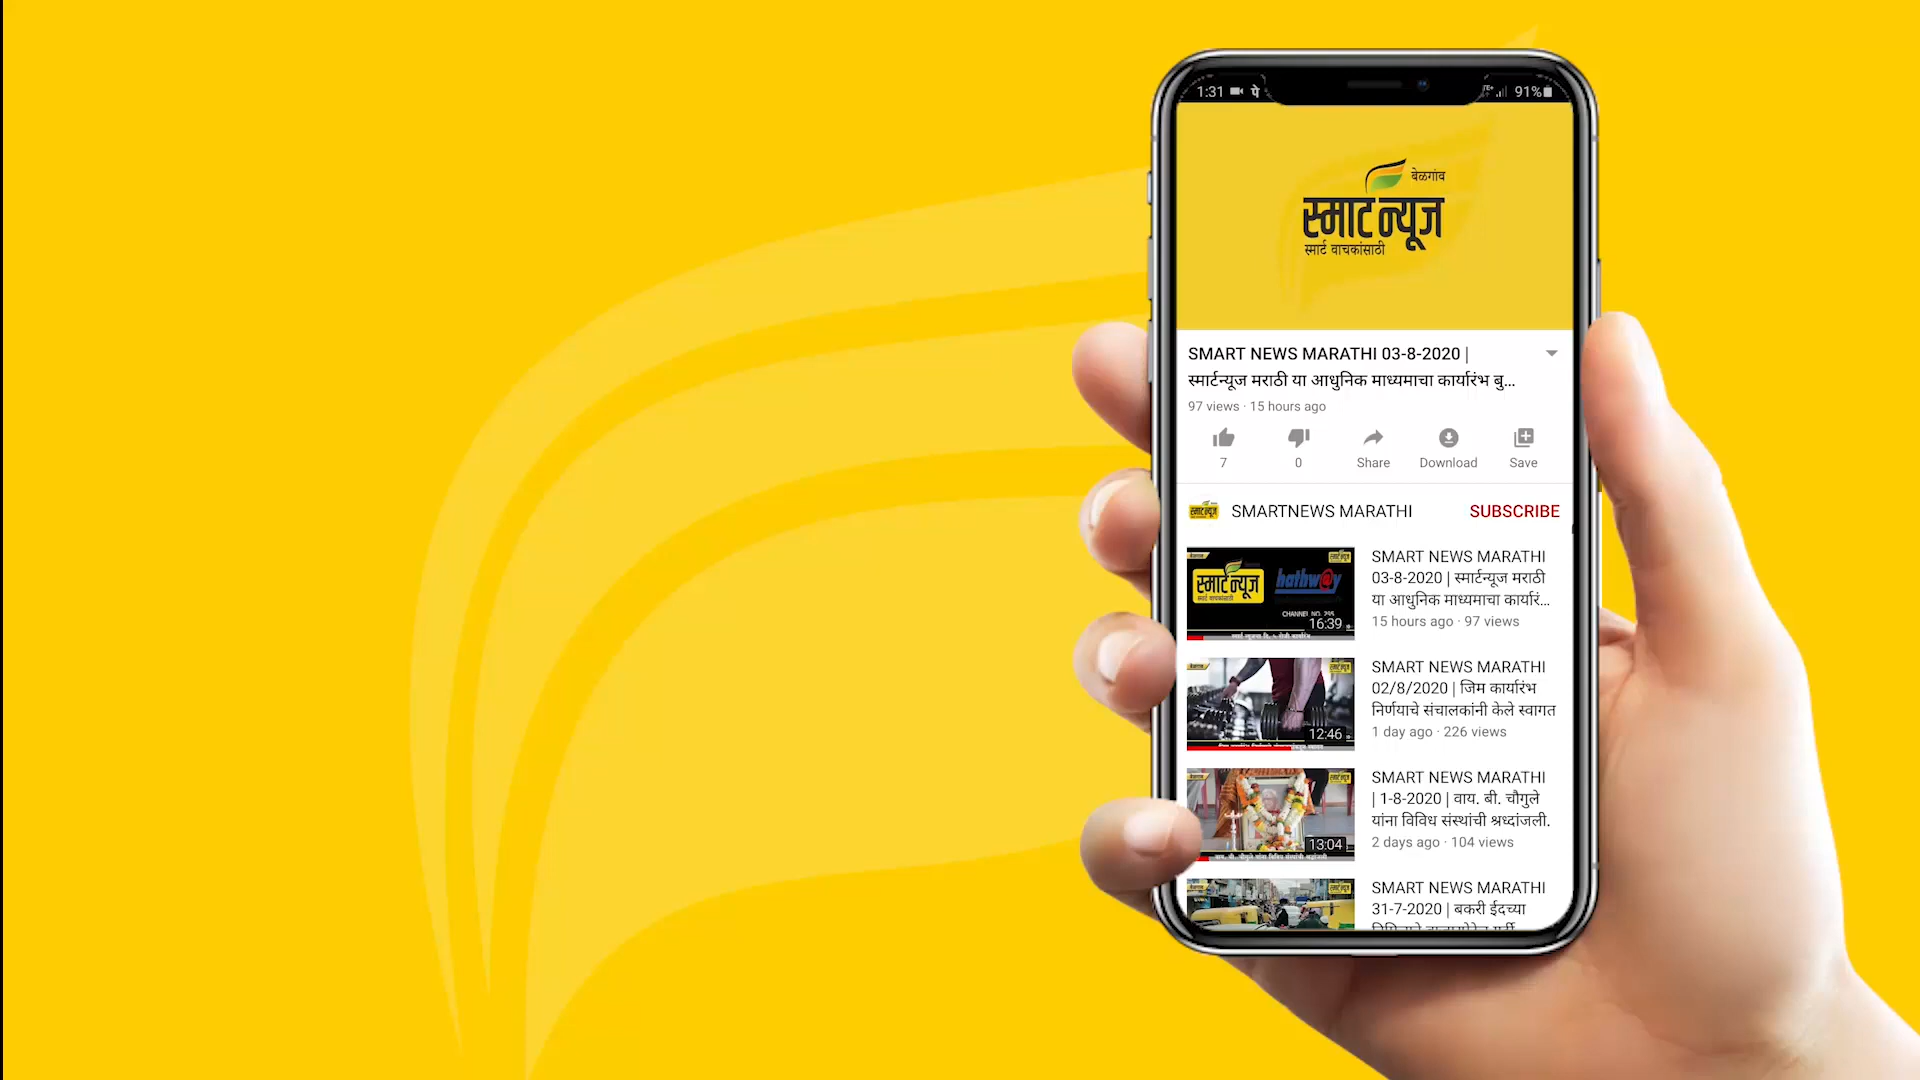 1:31 पे 91%
बेळगांव
स्मार्ट न्यूज
स्मार्ट वाचकांसाठी
SMART NEWS MARATHI 03-8-2020 |
स्मार्टन्यूज मराठी या आधुनिक माध्यमाचा कार्यारंभ बु...
97 views · 15 hours ago
7 0 Share Download Save
स्मार्ट न्यूज SMARTNEWS MARATHI SUBSCRIBE
स्मार्ट न्यूज
hathw@y
CHANNEL NO. 295
16:39
SMART NEWS MARATHI
03-8-2020 | स्मार्टन्यूज मराठी
या आधुनिक माध्यमाचा कार्यारं...
15 hours ago · 97 views
12:46
SMART NEWS MARATHI
02/8/2020 | जिम कार्यारंभ
निर्णयाचे संचालकांनी केले स्वागत
1 day ago · 226 views
13:04
SMART NEWS MARATHI
| 1-8-2020 | वाय. बी. चौगुले
यांना विविध संस्थांची श्रध्दांजली.
2 days ago · 104 views
SMART NEWS MARATHI
31-7-2020 | बकरी ईदच्या